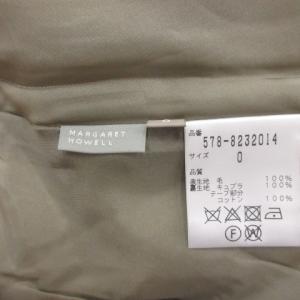 MARGARET
HOWELL
0
品番
578-8232014
サイズ
0
品質
表生地 毛 100%
裏生地 キュプラ 100%
テープ部分
コットン 100%
F W